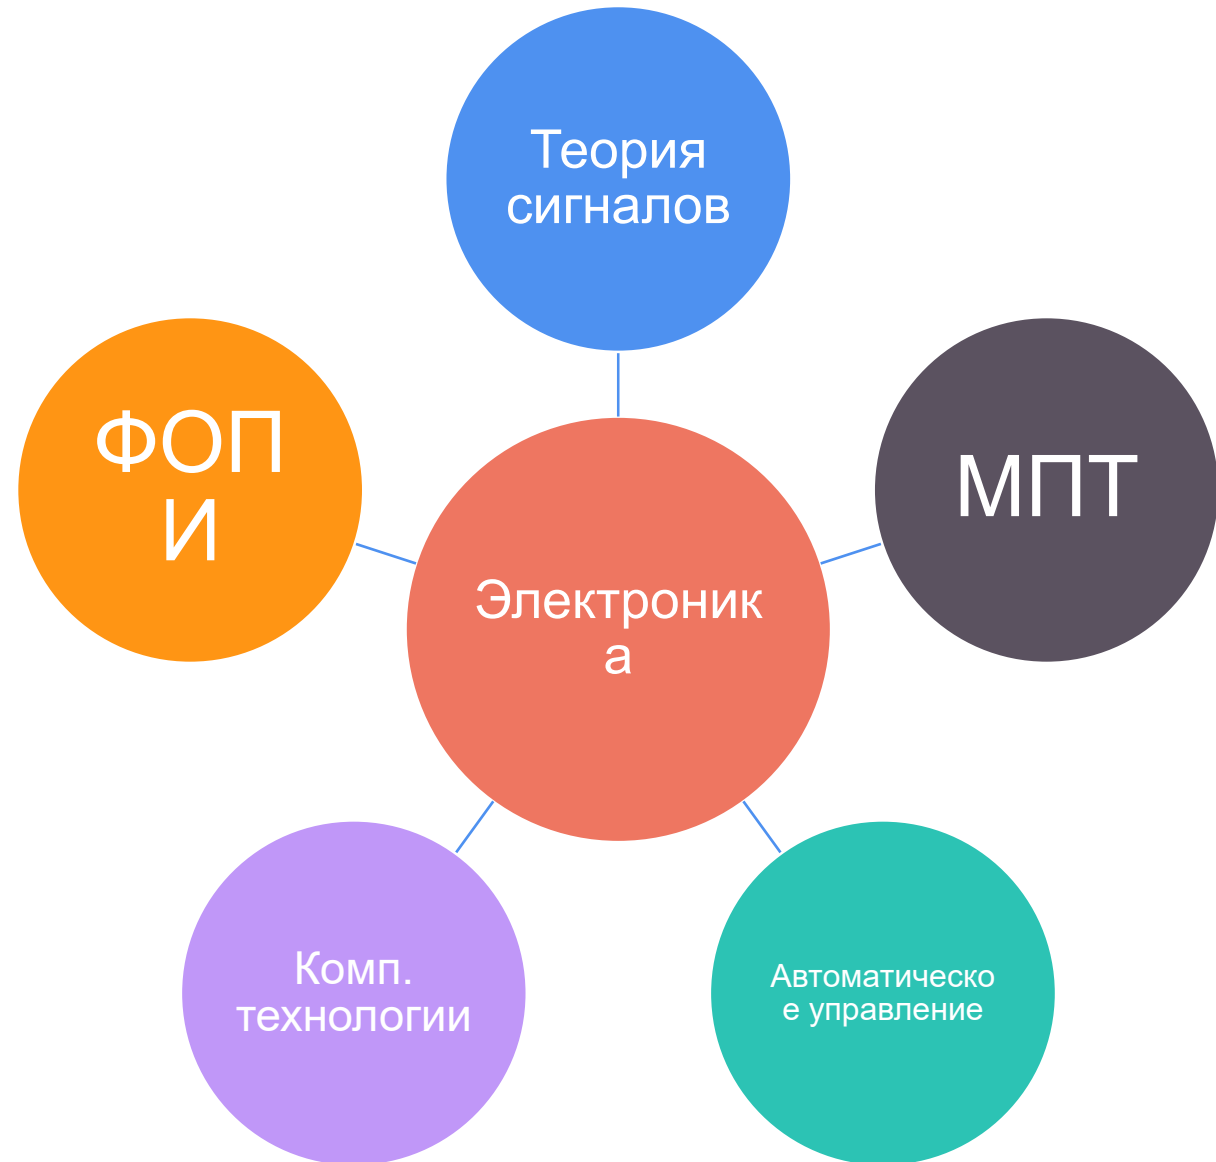 Теория
сигналов
ФОП
И
МПТ
Электроник
а
Комп.
технологии
Автоматическо
е управление